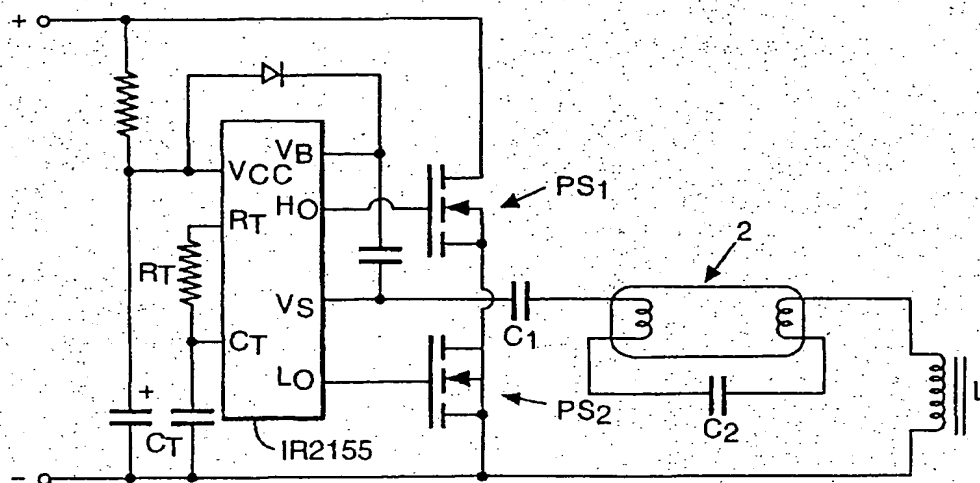 +
VCC
VB
HO
PS1
RT
RT
2
VS
CT
C1
LO
+
CT
PS2
C2
L
IR2155
-